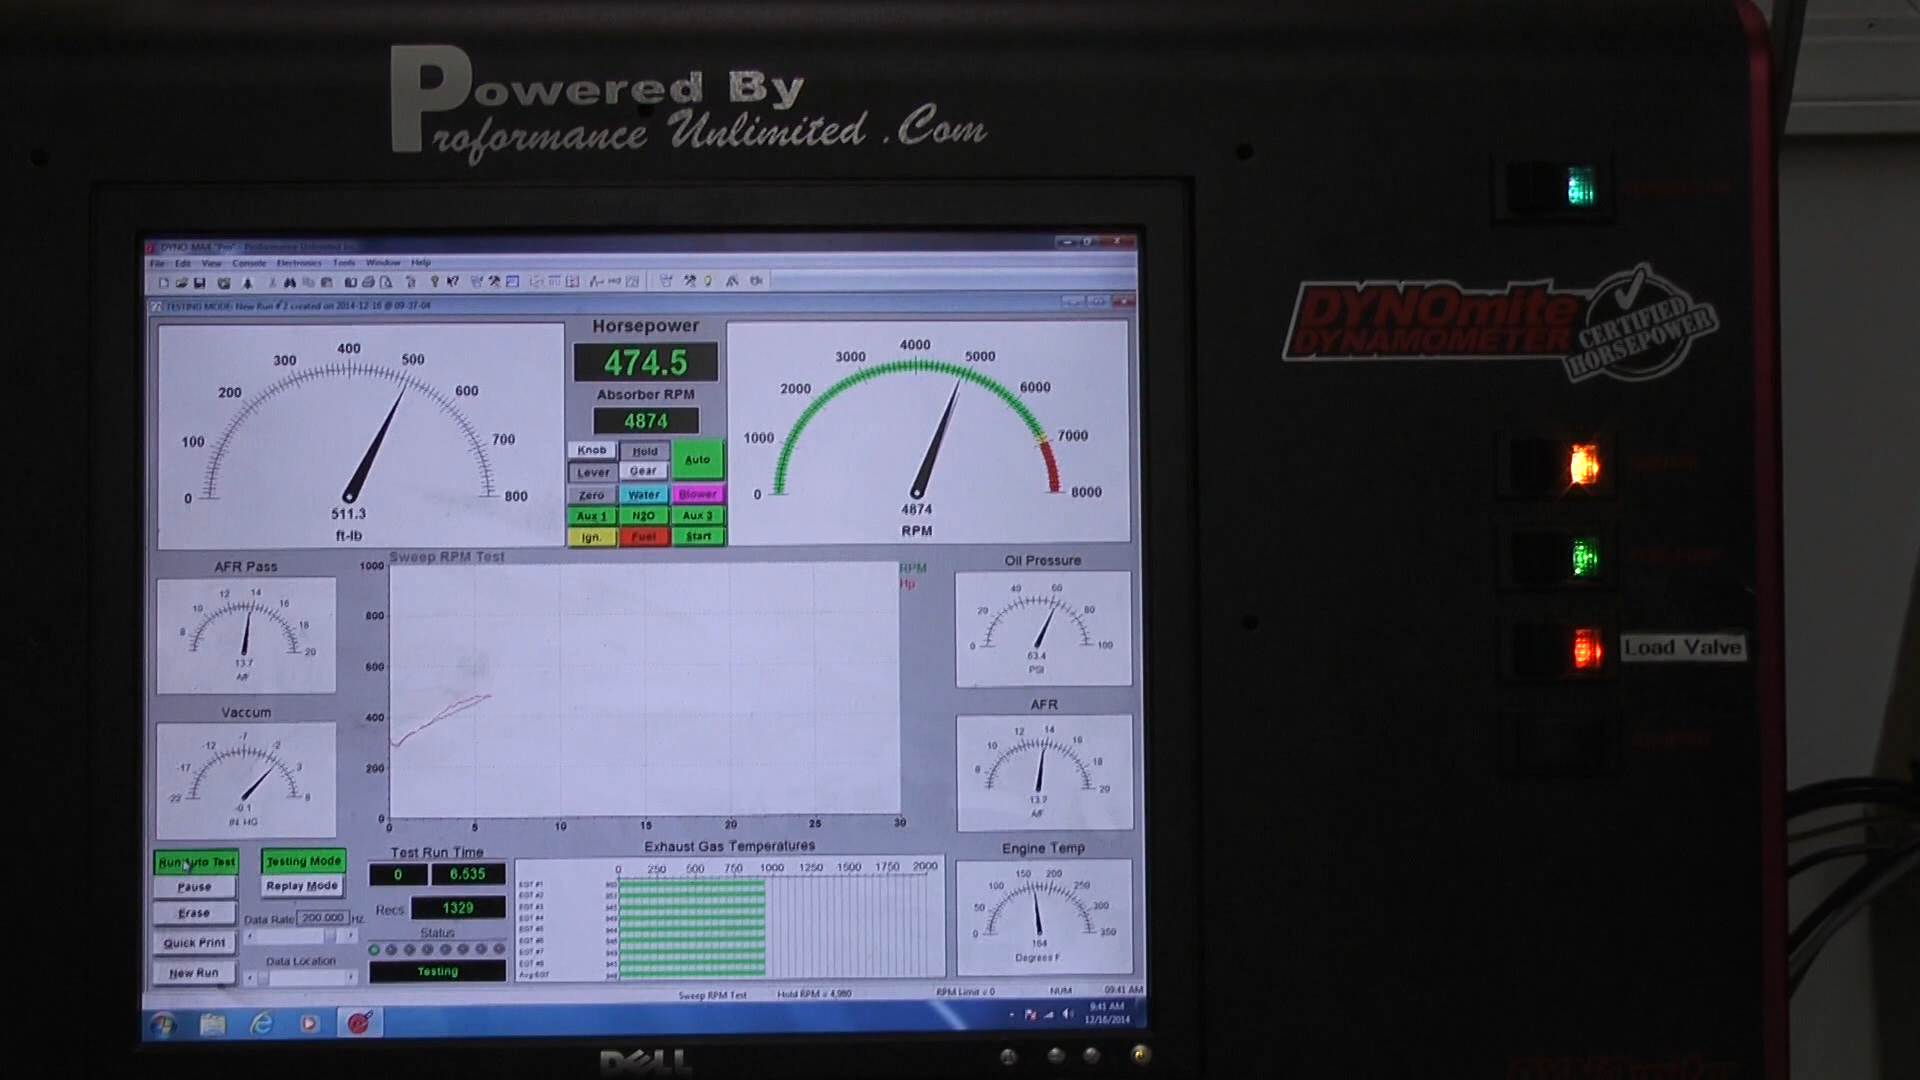 Powered By
Proformance Unlimited .Com
DYNO-MAX "Pro" - Proformance Unlimited Inc
File Edit View Console Electronics Tools Window Help
TESTING MODE: New Run # 2 created on 2014-12-16 @ 09-37-04
0 100 200 300 400 500 600 700 800
511.3
ft-lb
Horsepower
474.5
Absorber RPM
4874
Knob Hold Auto
Lever Gear
Zero Water Blower
Aux 1 N2O Aux 3
Ign. Fuel Start
0 1000 2000 3000 4000 5000 6000 7000 8000
4874
RPM
DYNOmite
DYNAMOMETER
CERTIFIED
HORSEPOWER
Load Valve
AFR Pass
8 10 12 14 16 18 20
13.7
A/F
Vaccum
-22 -17 -12 -7 -2 3 8
-0.1
IN. HG
Sweep RPM Test
1000
800
600
400
200
0
0 5 10 15 20 25 30
RPM
Hp
Oil Pressure
0 20 40 60 80 100
63.4
PSI
AFR
8 10 12 14 16 18 20
13.7
A/F
Engine Temp
0 50 100 150 200 250 300 350
164
Degrees F.
Run Auto Test
Pause
Erase
Quick Print
New Run
Testing Mode
Replay Mode
Data Rate 200.000 HZ
Data Location
Test Run Time
0 6.535
Recs 1329
Status
Testing
Exhaust Gas Temperatures
0 250 500 750 1000 1250 1500 1750 2000
EGT #1
EGT #2
EGT #3
EGT #4
EGT #5
EGT #6
EGT #7
EGT #8
Avg EGT
Sweep RPM Test Hold RPM = 4,980 RPM Limit = 0 NUM 09:41 AM
9:41 AM
12/16/2014
DELL